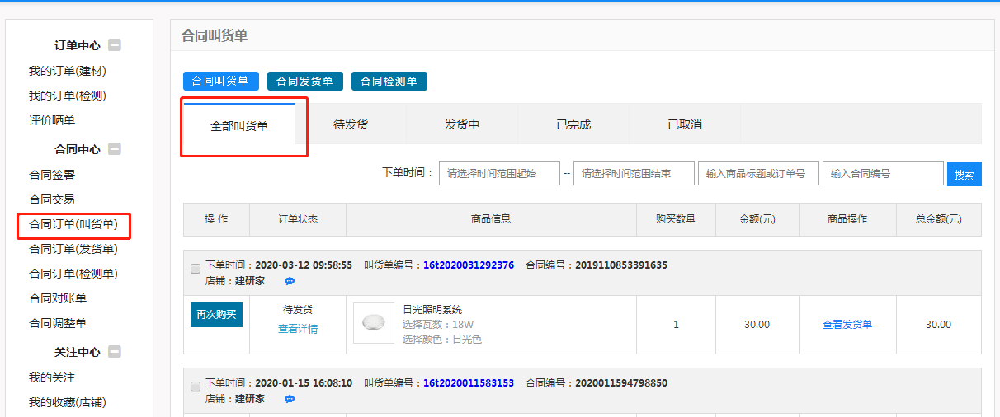 订单中心
我的订单(建材)
我的订单(检测)
评价晒单
合同中心
合同签署
合同交易
合同订单(叫货单)
合同订单(发货单)
合同订单(检测单)
合同对账单
合同调整单
关注中心
我的关注
我的收藏(店铺)
合同叫货单
合同叫货单 合同发货单 合同检测单
全部叫货单 待发货 发货中 已完成 已取消
下单时间： 请选择时间范围起始 -- 请选择时间范围结束 输入商品标题或订单号 输入合同编号 搜索
操 作 订单状态 商品信息 购买数量 金额(元) 商品操作 总金额(元)
下单时间：2020-03-12 09:58:55 叫货单编号：16t2020031292376 合同编号：2019110853391635
店铺：建研家
再次购买 待发货 日光照明系统
查看详情 选择瓦数：18W 1 30.00 查看发货单 30.00
选择颜色：日光色
下单时间：2020-01-15 16:08:10 叫货单编号：16t2020011583153 合同编号：2020011594798850
店铺：建研家